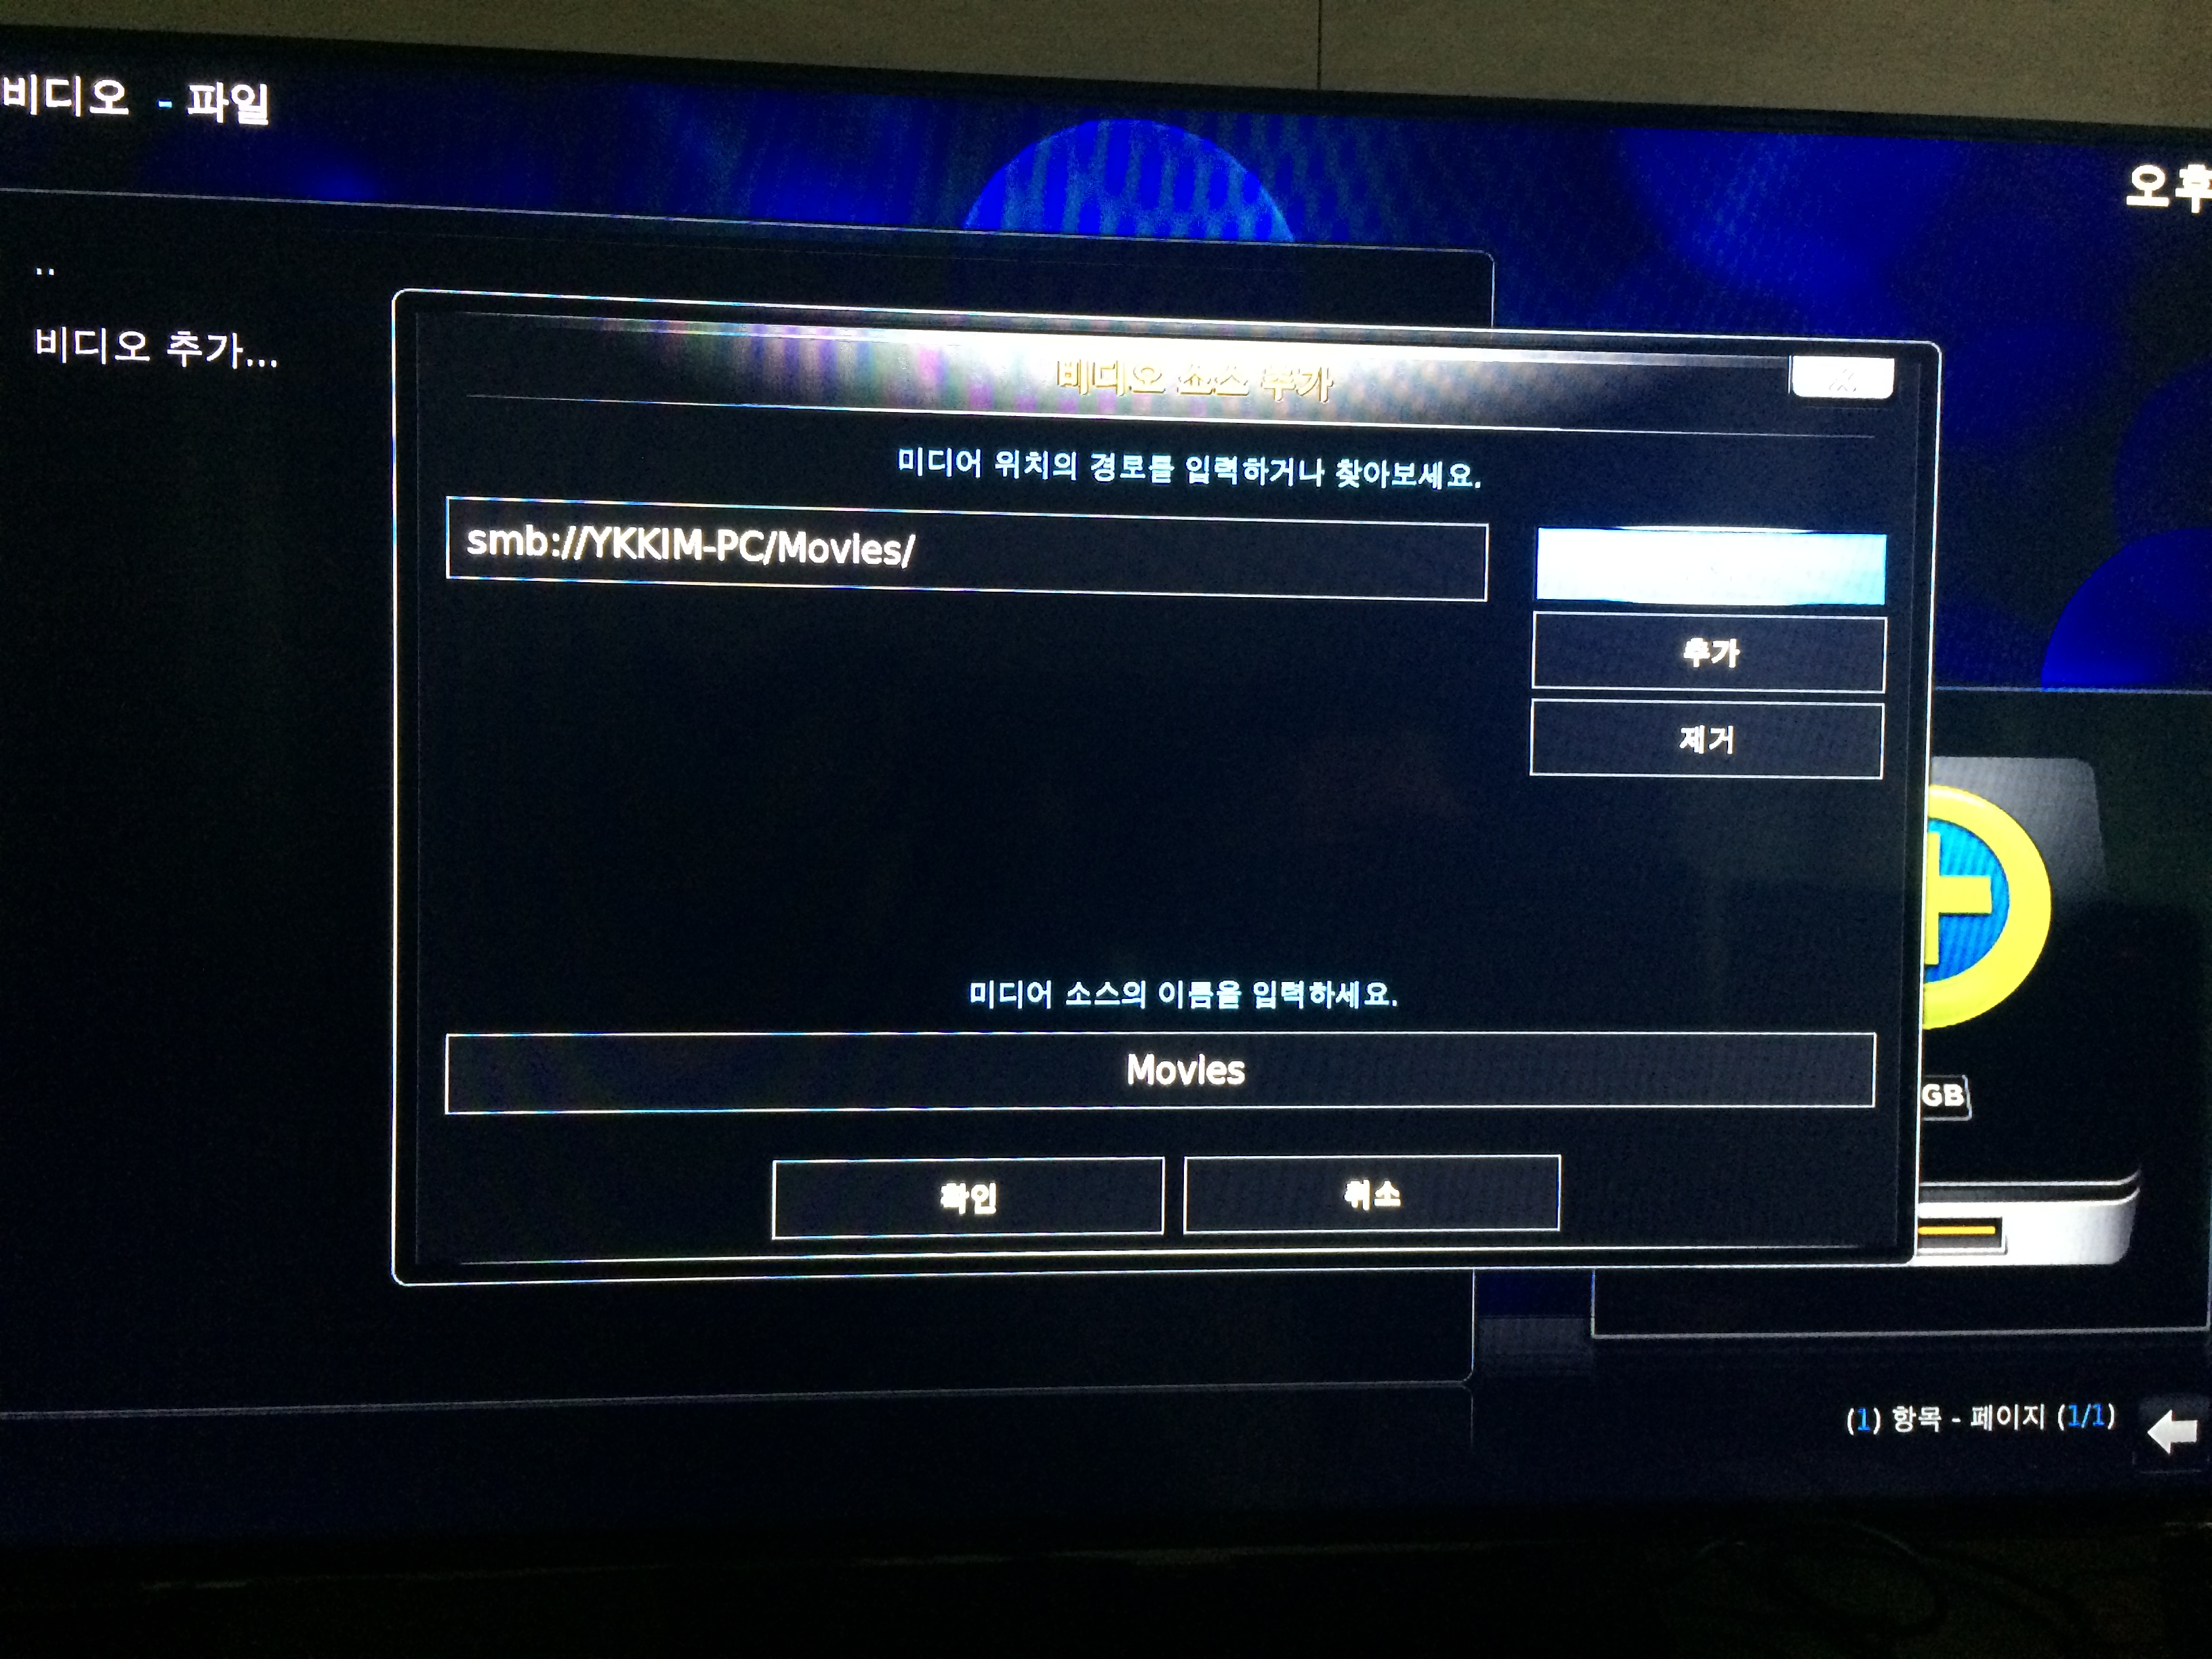 비디오 - 파일
오후
..
비디오 추가...
비디오 소스 추가
미디어 위치의 경로를 입력하거나 찾아보세요.
smb://YKKIM-PC/Movies/
추가
제거
미디어 소스의 이름을 입력하세요.
Movies
GB
확인
취소
(1) 항목 - 페이지 (1/1)